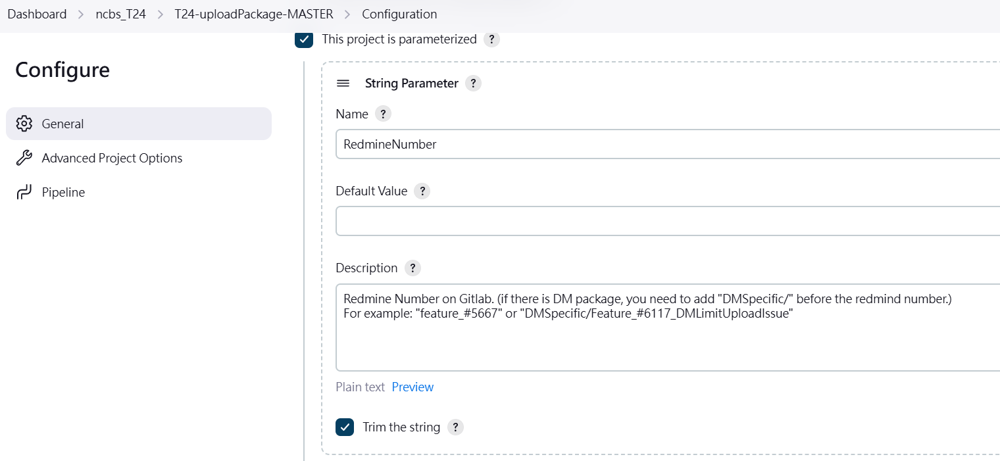 Dashboard > ncbs_T24 > T24-uploadPackage-MASTER > Configuration
This project is parameterized ?
Configure
General
Advanced Project Options
Pipeline
String Parameter ?
Name ?
RedmineNumber
Default Value ?
Description ?
Redmine Number on Gitlab. (if there is DM package, you need to add "DMSpecific/" before the redmind number.)
For example: "feature_#5667" or "DMSpecific/Feature_#6117_DMLimitUploadIssue"
Plain text Preview
Trim the string ?